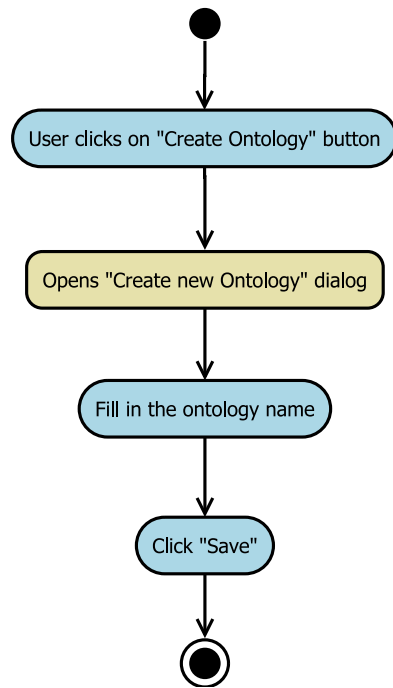 User clicks on "Create Ontology" button
Opens "Create new Ontology" dialog
Fill in the ontology name
Click "Save"